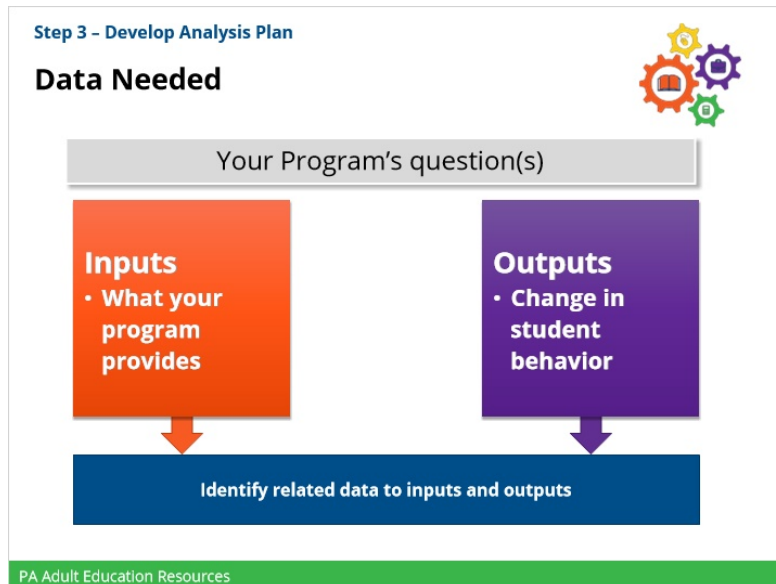 Step 3 – Develop Analysis Plan
Data Needed
Your Program’s question(s)
Inputs
• What your
program
provides
Outputs
• Change in
student
behavior
Identify related data to inputs and outputs
PA Adult Education Resources